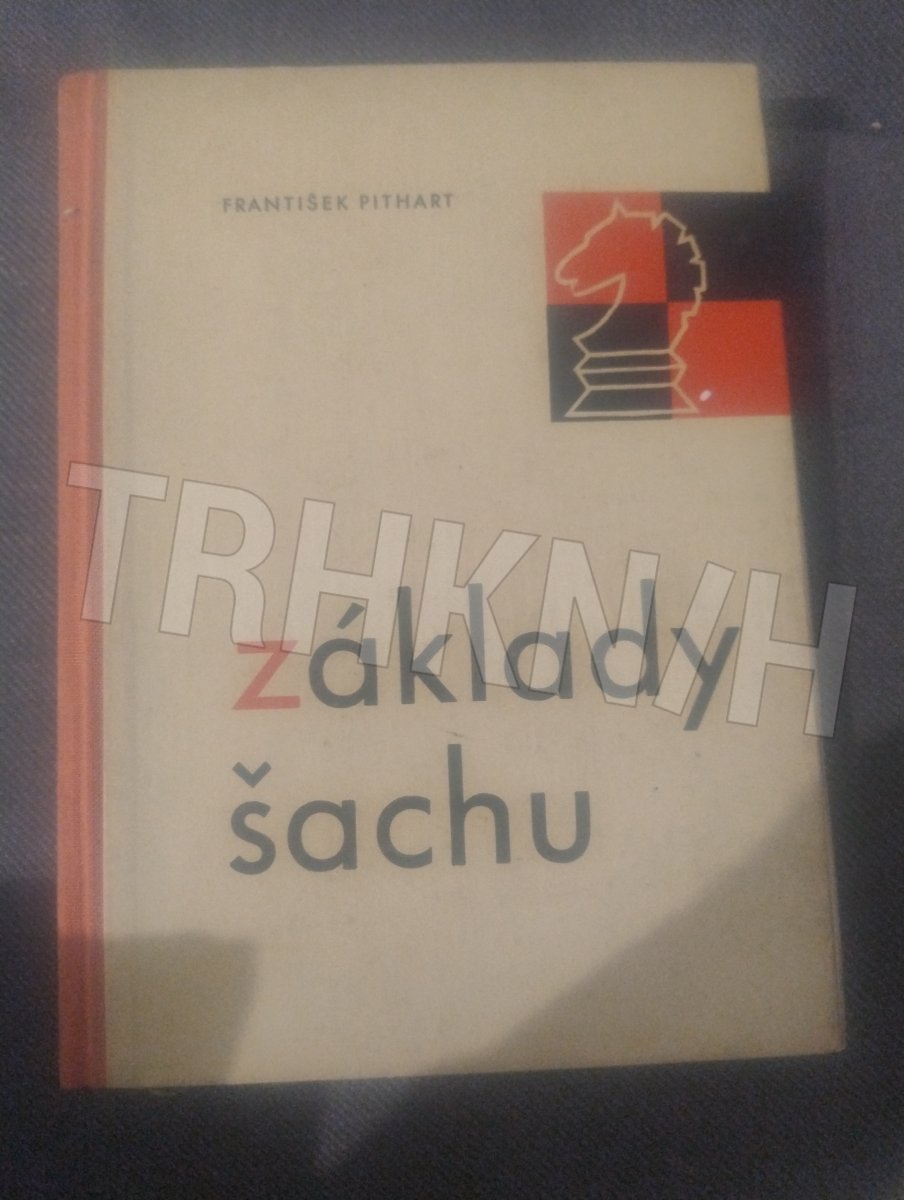 FRANTIŠEK PITHART
TRHKNIH
základy
šachu